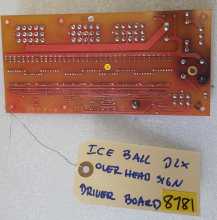 ICE BALL DLX
OVER HEAD SIGN
DRIVER BOARD 8781